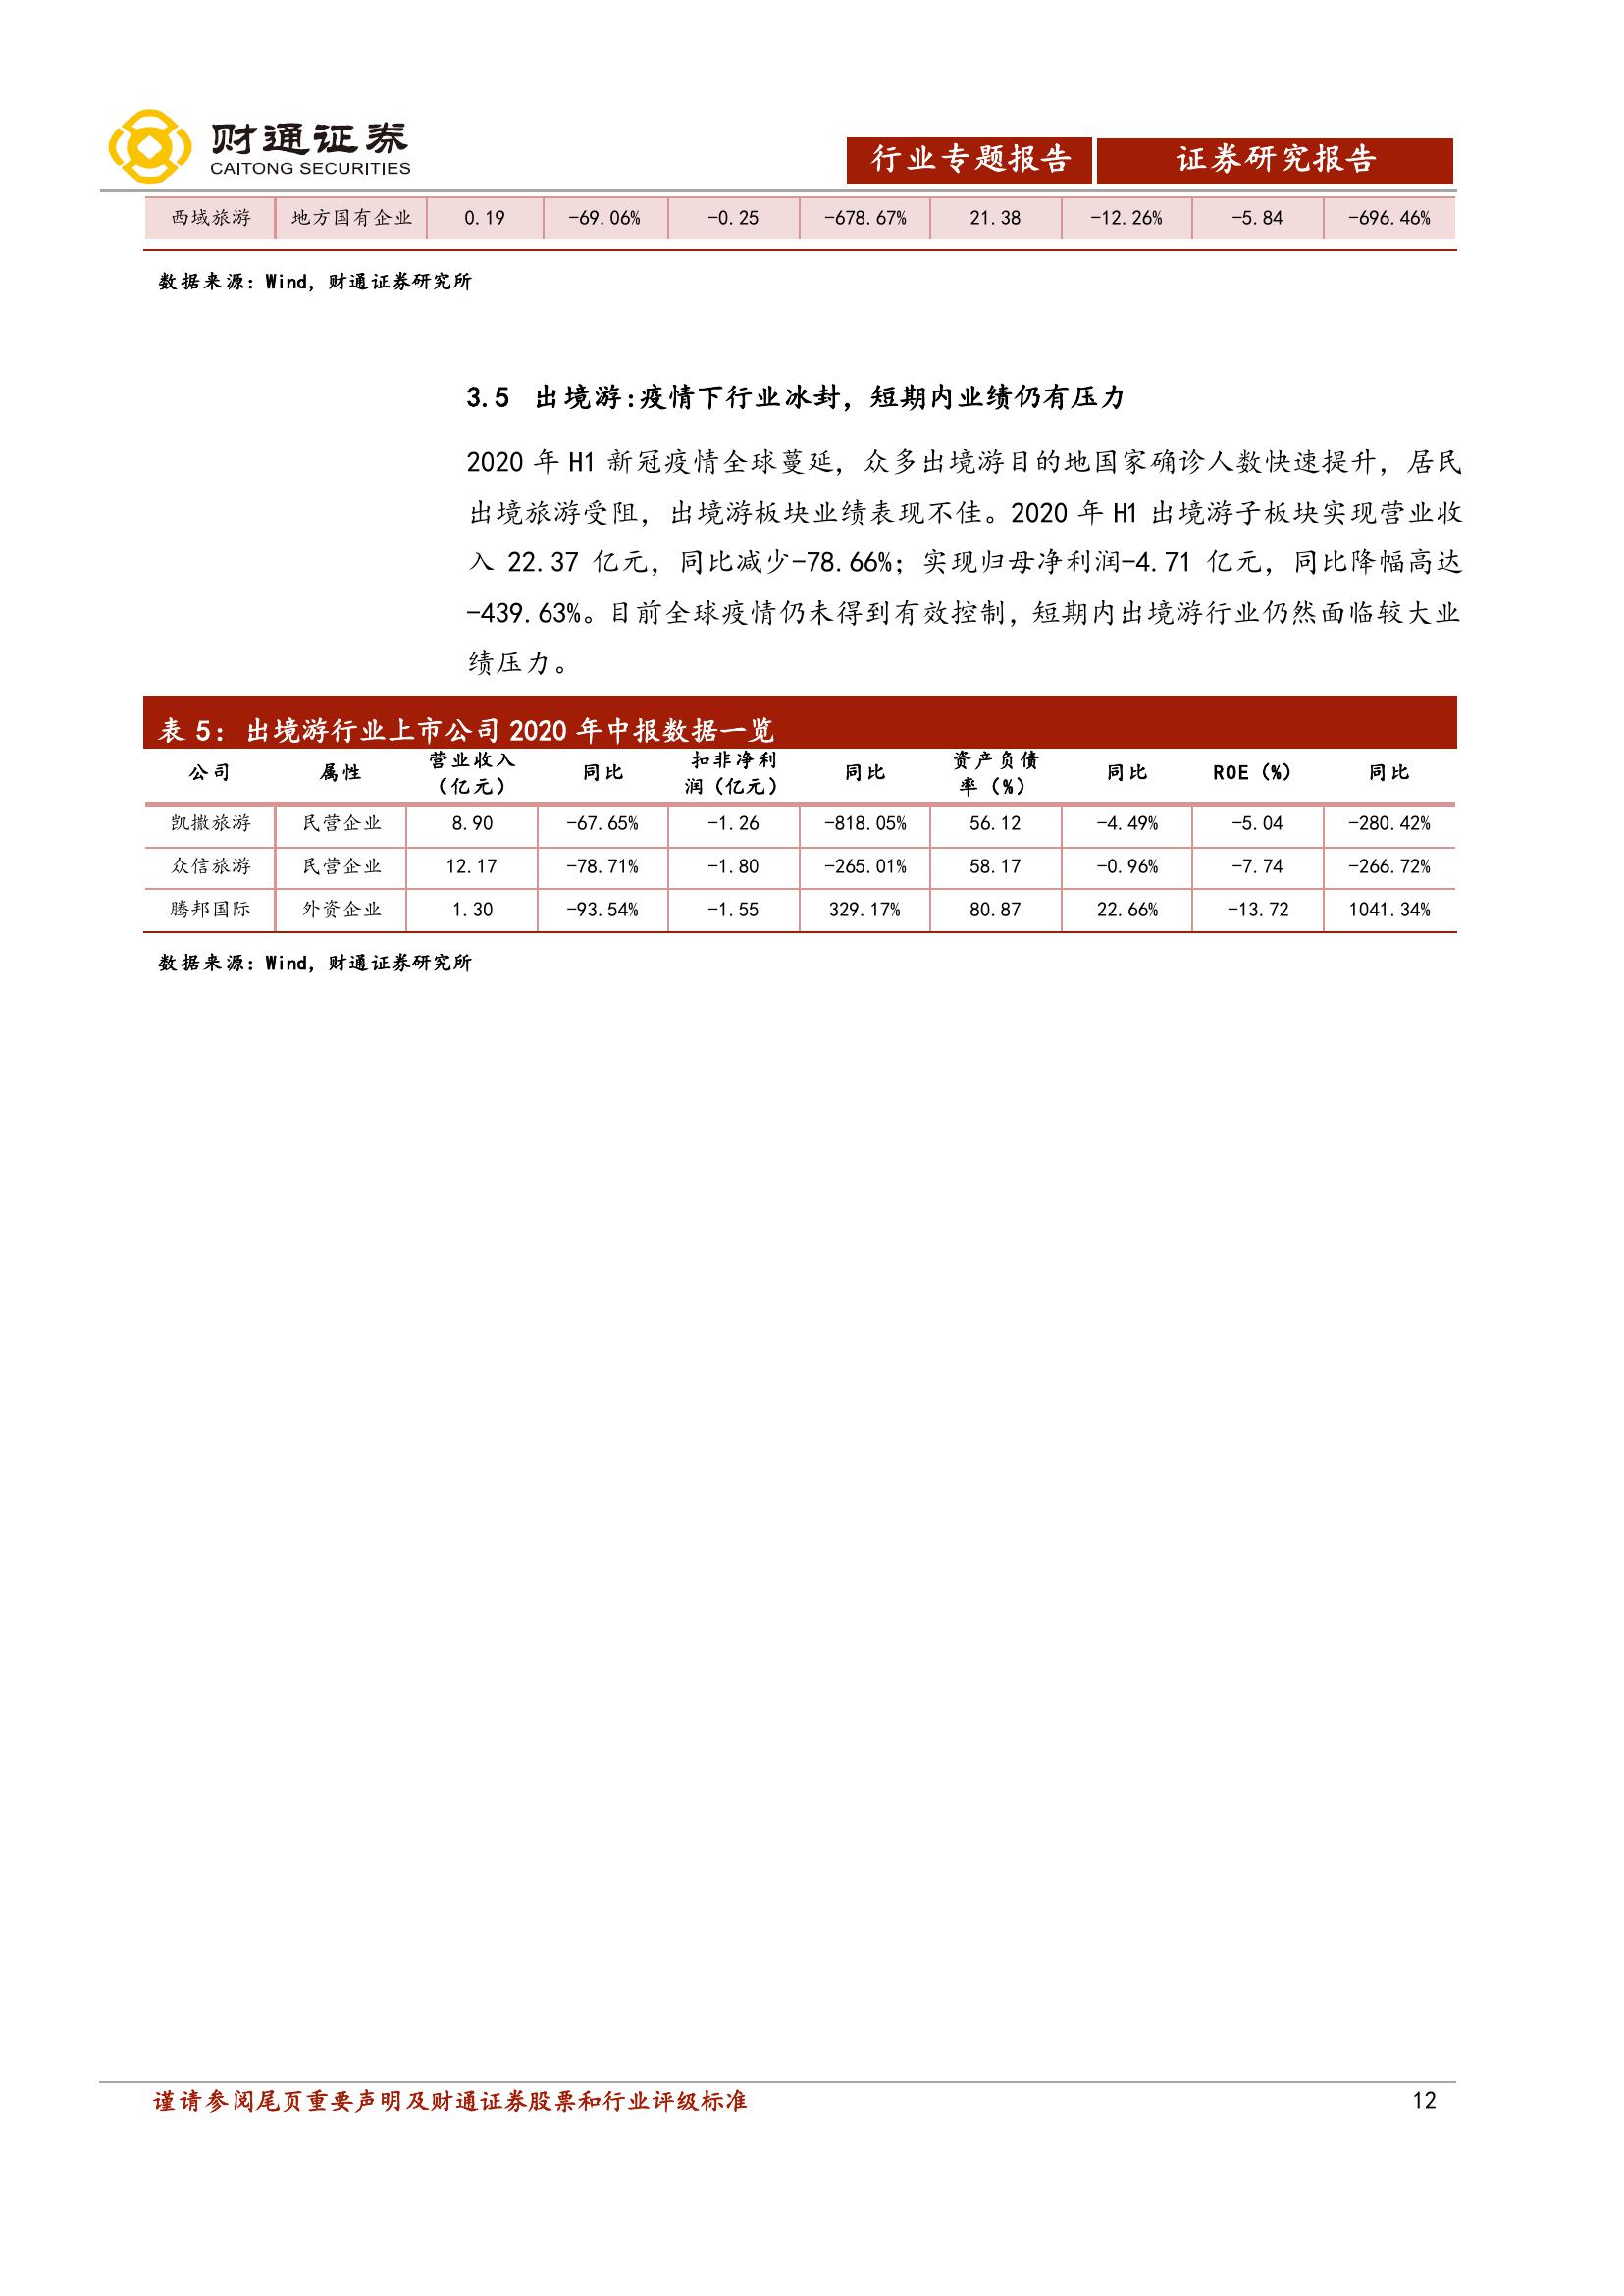 财通证券
CAITONG SECURITIES
行业专题报告 证券研究报告
西域旅游 地方国有企业 0.19 -69.06% -0.25 -678.67% 21.38 -12.26% -5.84 -696.46%
数据来源：Wind，财通证券研究所
3.5 出境游:疫情下行业冰封，短期内业绩仍有压力
2020 年 H1 新冠疫情全球蔓延，众多出境游目的地国家确诊人数快速提升，居民
出境旅游受阻，出境游板块业绩表现不佳。2020 年 H1 出境游子板块实现营业收
入 22.37 亿元，同比减少-78.66%；实现归母净利润-4.71 亿元，同比降幅高达
-439.63%。目前全球疫情仍未得到有效控制，短期内出境游行业仍然面临较大业
绩压力。
表 5：出境游行业上市公司 2020 年中报数据一览
公司 属性 营业收入（亿元） 同比 扣非净利润（亿元） 同比 资产负债率（%） 同比 ROE（%） 同比
凯撒旅游 民营企业 8.90 -67.65% -1.26 -818.05% 56.12 -4.49% -5.04 -280.42%
众信旅游 民营企业 12.17 -78.71% -1.80 -265.01% 58.17 -0.96% -7.74 -266.72%
腾邦国际 外资企业 1.30 -93.54% -1.55 329.17% 80.87 22.66% -13.72 1041.34%
数据来源：Wind，财通证券研究所
谨请参阅尾页重要声明及财通证券股票和行业评级标准 12